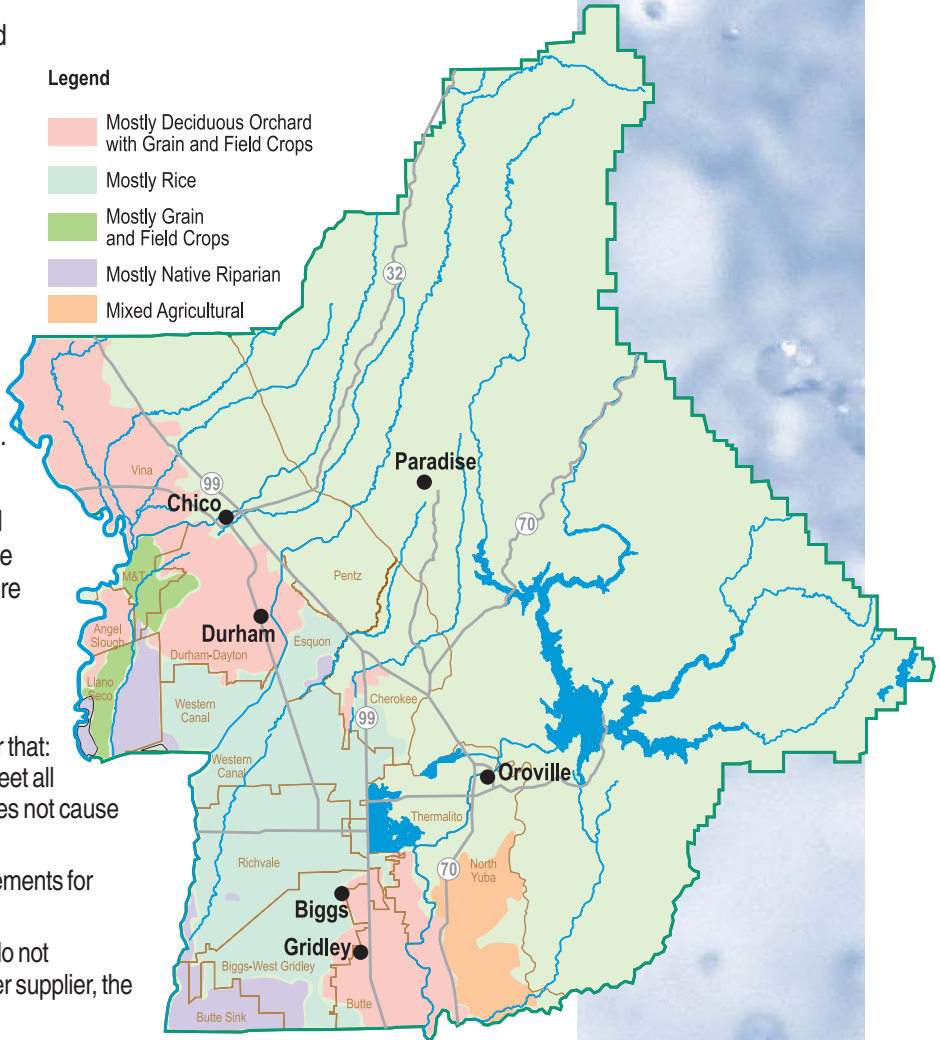 d
Legend
Mostly Deciduous Orchard
with Grain and Field Crops
Mostly Rice
Mostly Grain
and Field Crops
Mostly Native Riparian
Mixed Agricultural
32
.
Vina
99
Chico
Paradise
70
l
e
re
M&T
Pentz
Angel
Slough
Durham
Durham-Dayton
Esquon
Llano
Seco
Western
Canal
Cherokee
99
r that:
eet all
es not cause
Western
Canal
Oroville
Thermalito
Richvale
70
North
Yuba
ements for
Biggs
Gridley
do not
er supplier, the
Biggs-West Gridley
Butte
Butte Sink